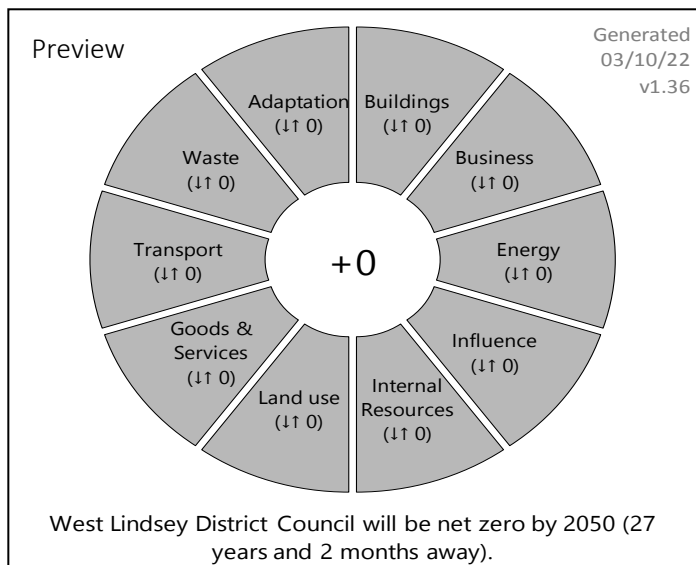 Preview
Generated
03/10/22
v1.36
Adaptation
(↓↑ 0)
Buildings
(↓↑ 0)
Waste
(↓↑ 0)
Business
(↓↑ 0)
Transport
(↓↑ 0)
+0
Energy
(↓↑ 0)
Goods &
Services
(↓↑ 0)
Influence
(↓↑ 0)
Land use
(↓↑ 0)
Internal
Resources
(↓↑ 0)
West Lindsey District Council will be net zero by 2050 (27
years and 2 months away).